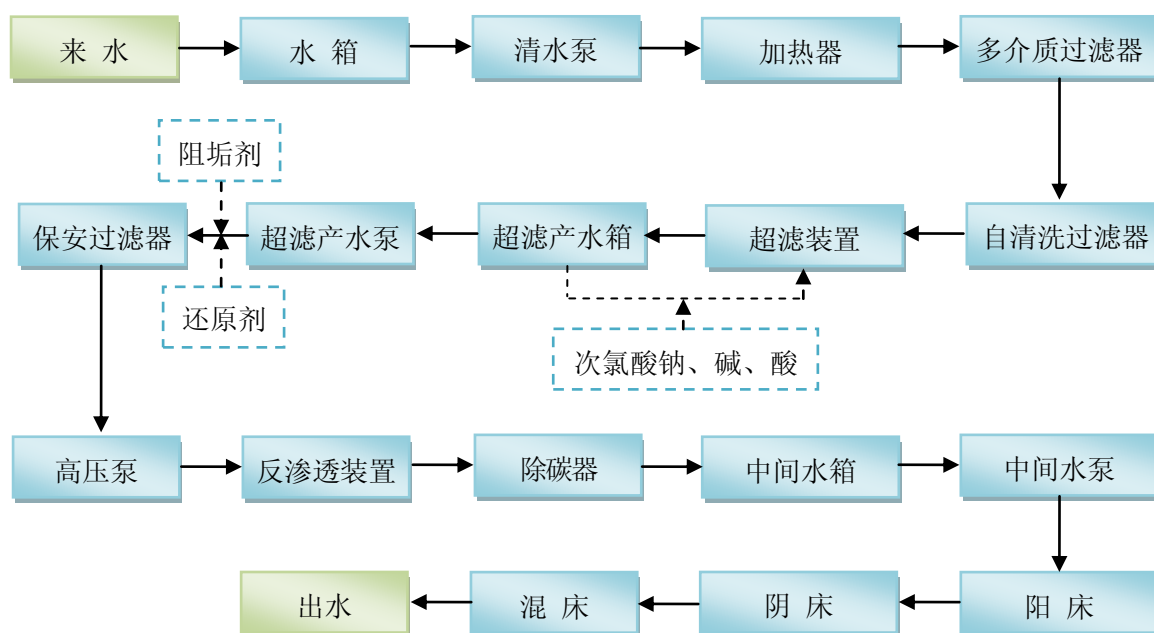 来 水
水 箱
清水泵
加热器
多介质过滤器
阻垢剂
保安过滤器
超滤产水泵
超滤产水箱
超滤装置
自清洗过滤器
还原剂
次氯酸钠、碱、酸
高压泵
反渗透装置
除碳器
中间水箱
中间水泵
出水
混 床
阴 床
阳 床